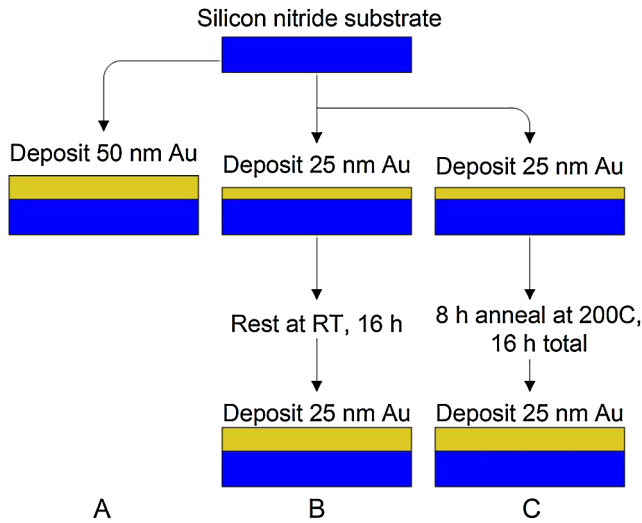 Silicon nitride substrate
Deposit 50 nm Au
Deposit 25 nm Au
Deposit 25 nm Au
Rest at RT, 16 h
8 h anneal at 200C,
16 h total
Deposit 25 nm Au
Deposit 25 nm Au
A
B
C